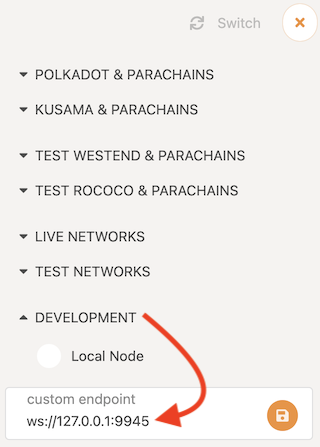 Switch
POLKADOT & PARACHAINS
KUSAMA & PARACHAINS
TEST WESTEND & PARACHAINS
TEST ROCOCO & PARACHAINS
LIVE NETWORKS
TEST NETWORKS
DEVELOPMENT
Local Node
custom endpoint
ws://127.0.0.1:9945